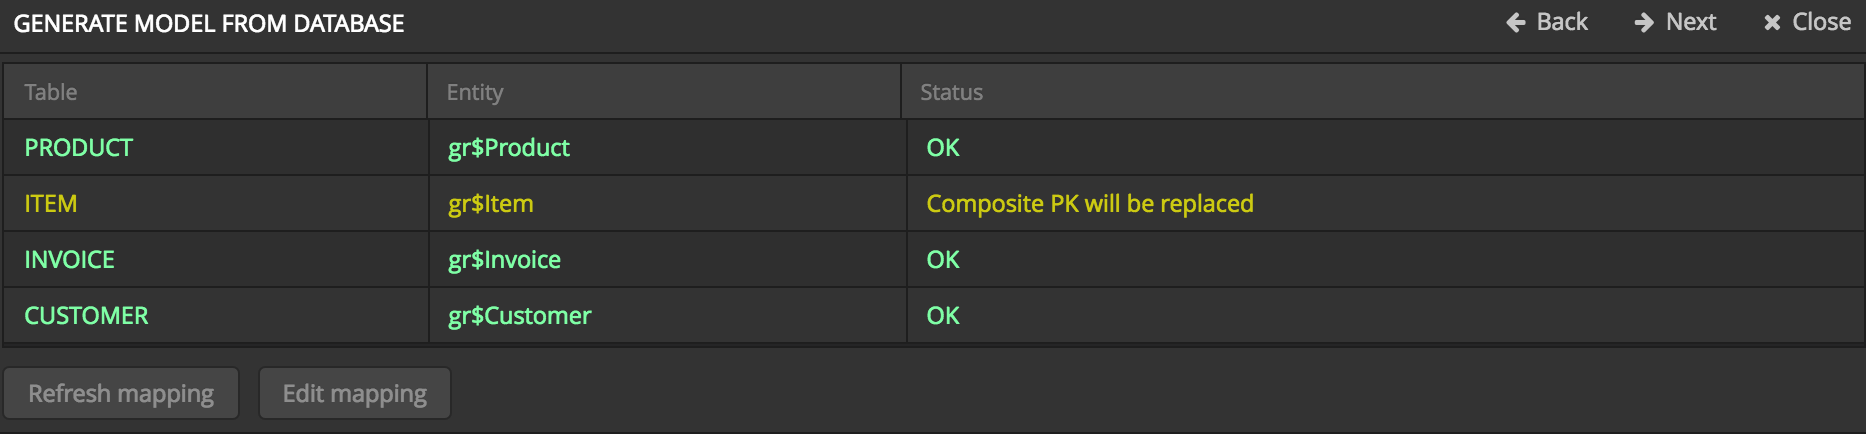 GENERATE MODEL FROM DATABASE Back Next Close
Table Entity Status
PRODUCT gr$Product OK
ITEM gr$Item Composite PK will be replaced
INVOICE gr$Invoice OK
CUSTOMER gr$Customer OK
Refresh mapping Edit mapping